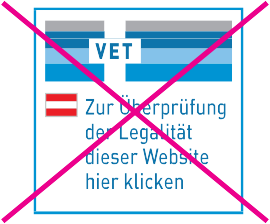 VET
Zur Überprüfung
der Legalität
dieser Website
hier klicken